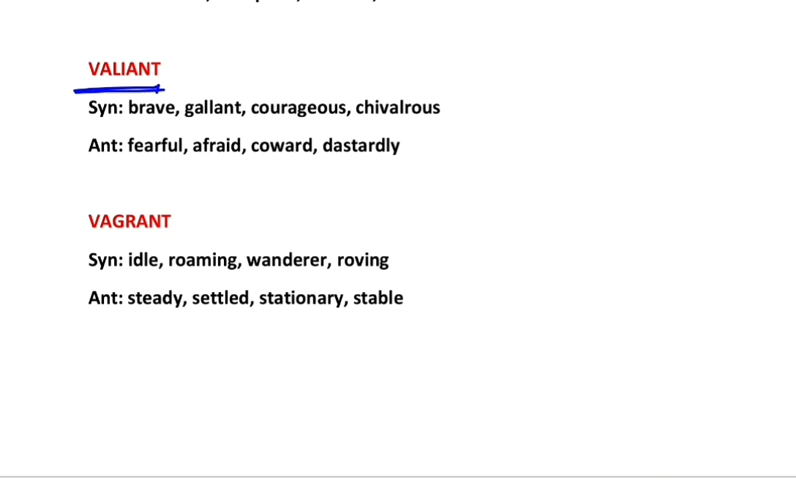 VALIANT
Syn: brave, gallant, courageous, chivalrous
Ant: fearful, afraid, coward, dastardly
VAGRANT
Syn: idle, roaming, wanderer, roving
Ant: steady, settled, stationary, stable